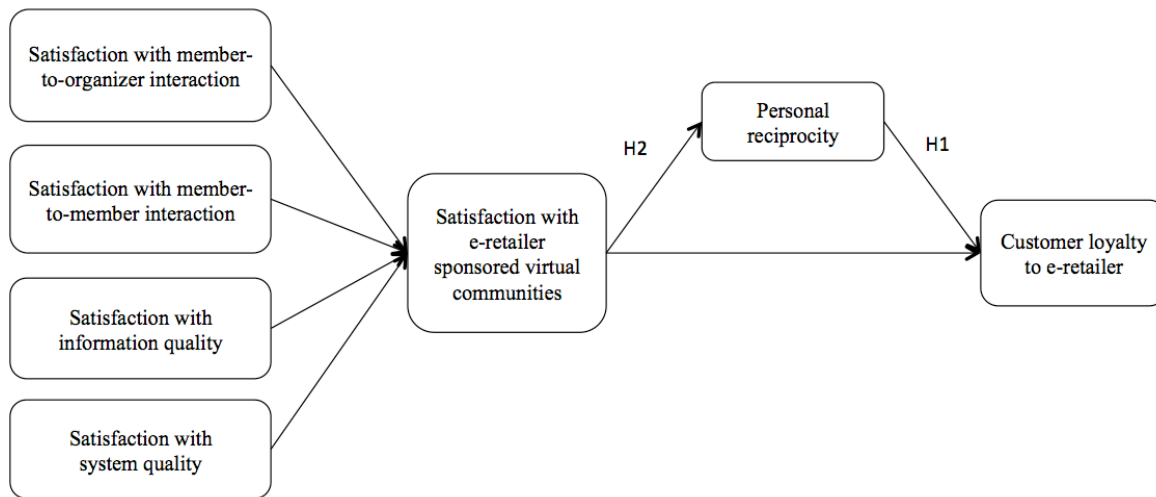 Satisfaction with member-
to-organizer interaction
Satisfaction with member-
to-member interaction
Satisfaction with
information quality
Satisfaction with
system quality
Satisfaction with
e-retailer
sponsored virtual
communities
H2
Personal
reciprocity
H1
Customer loyalty
to e-retailer